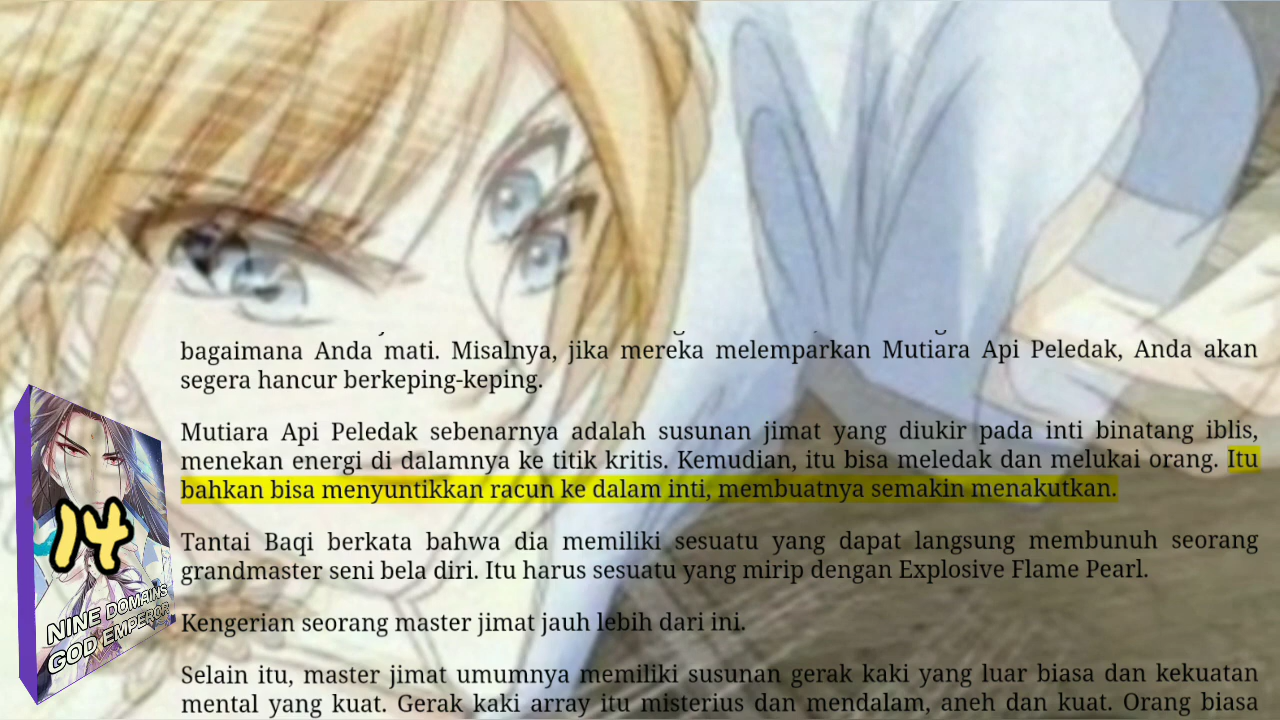 bagaimana Anda mati. Misalnya, jika mereka melemparkan Mutiara Api Peledak, Anda akan
segera hancur berkeping-keping.
Mutiara Api Peledak sebenarnya adalah susunan jimat yang diukir pada inti binatang iblis,
menekan energi di dalamnya ke titik kritis. Kemudian, itu bisa meledak dan melukai orang. Itu
bahkan bisa menyuntikkan racun ke dalam inti, membuatnya semakin menakutkan.
Tantai Baqi berkata bahwa dia memiliki sesuatu yang dapat langsung membunuh seorang
grandmaster seni bela diri. Itu harus sesuatu yang mirip dengan Explosive Flame Pearl.
Kengerian seorang master jimat jauh lebih dari ini.
Selain itu, master jimat umumnya memiliki susunan gerak kaki yang luar biasa dan kekuatan
mental yang kuat. Gerak kaki array itu misterius dan mendalam, aneh dan kuat. Orang biasa
14
NINE DOMAINS
GOD EMPEROR